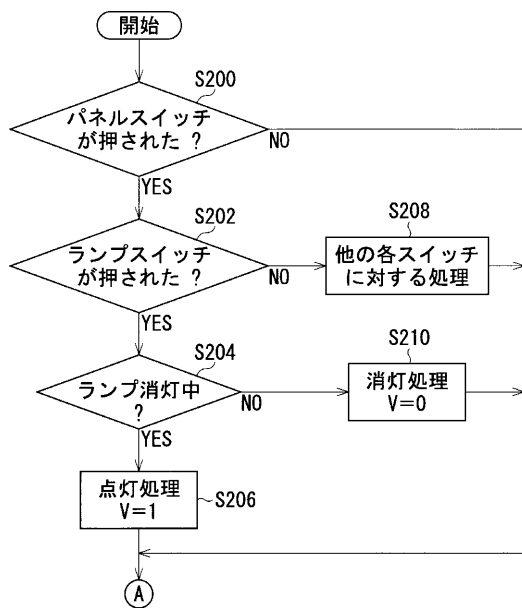 開始
S200
パネルスイッチ
が押された ?
NO
YES
S202
ランプスイッチ
が押された ?
NO
S208
他の各スイッチ
に対する処理
YES
S204
ランプ消灯中
?
NO
S210
消灯処理
V=0
YES
点灯処理
V=1
S206
A